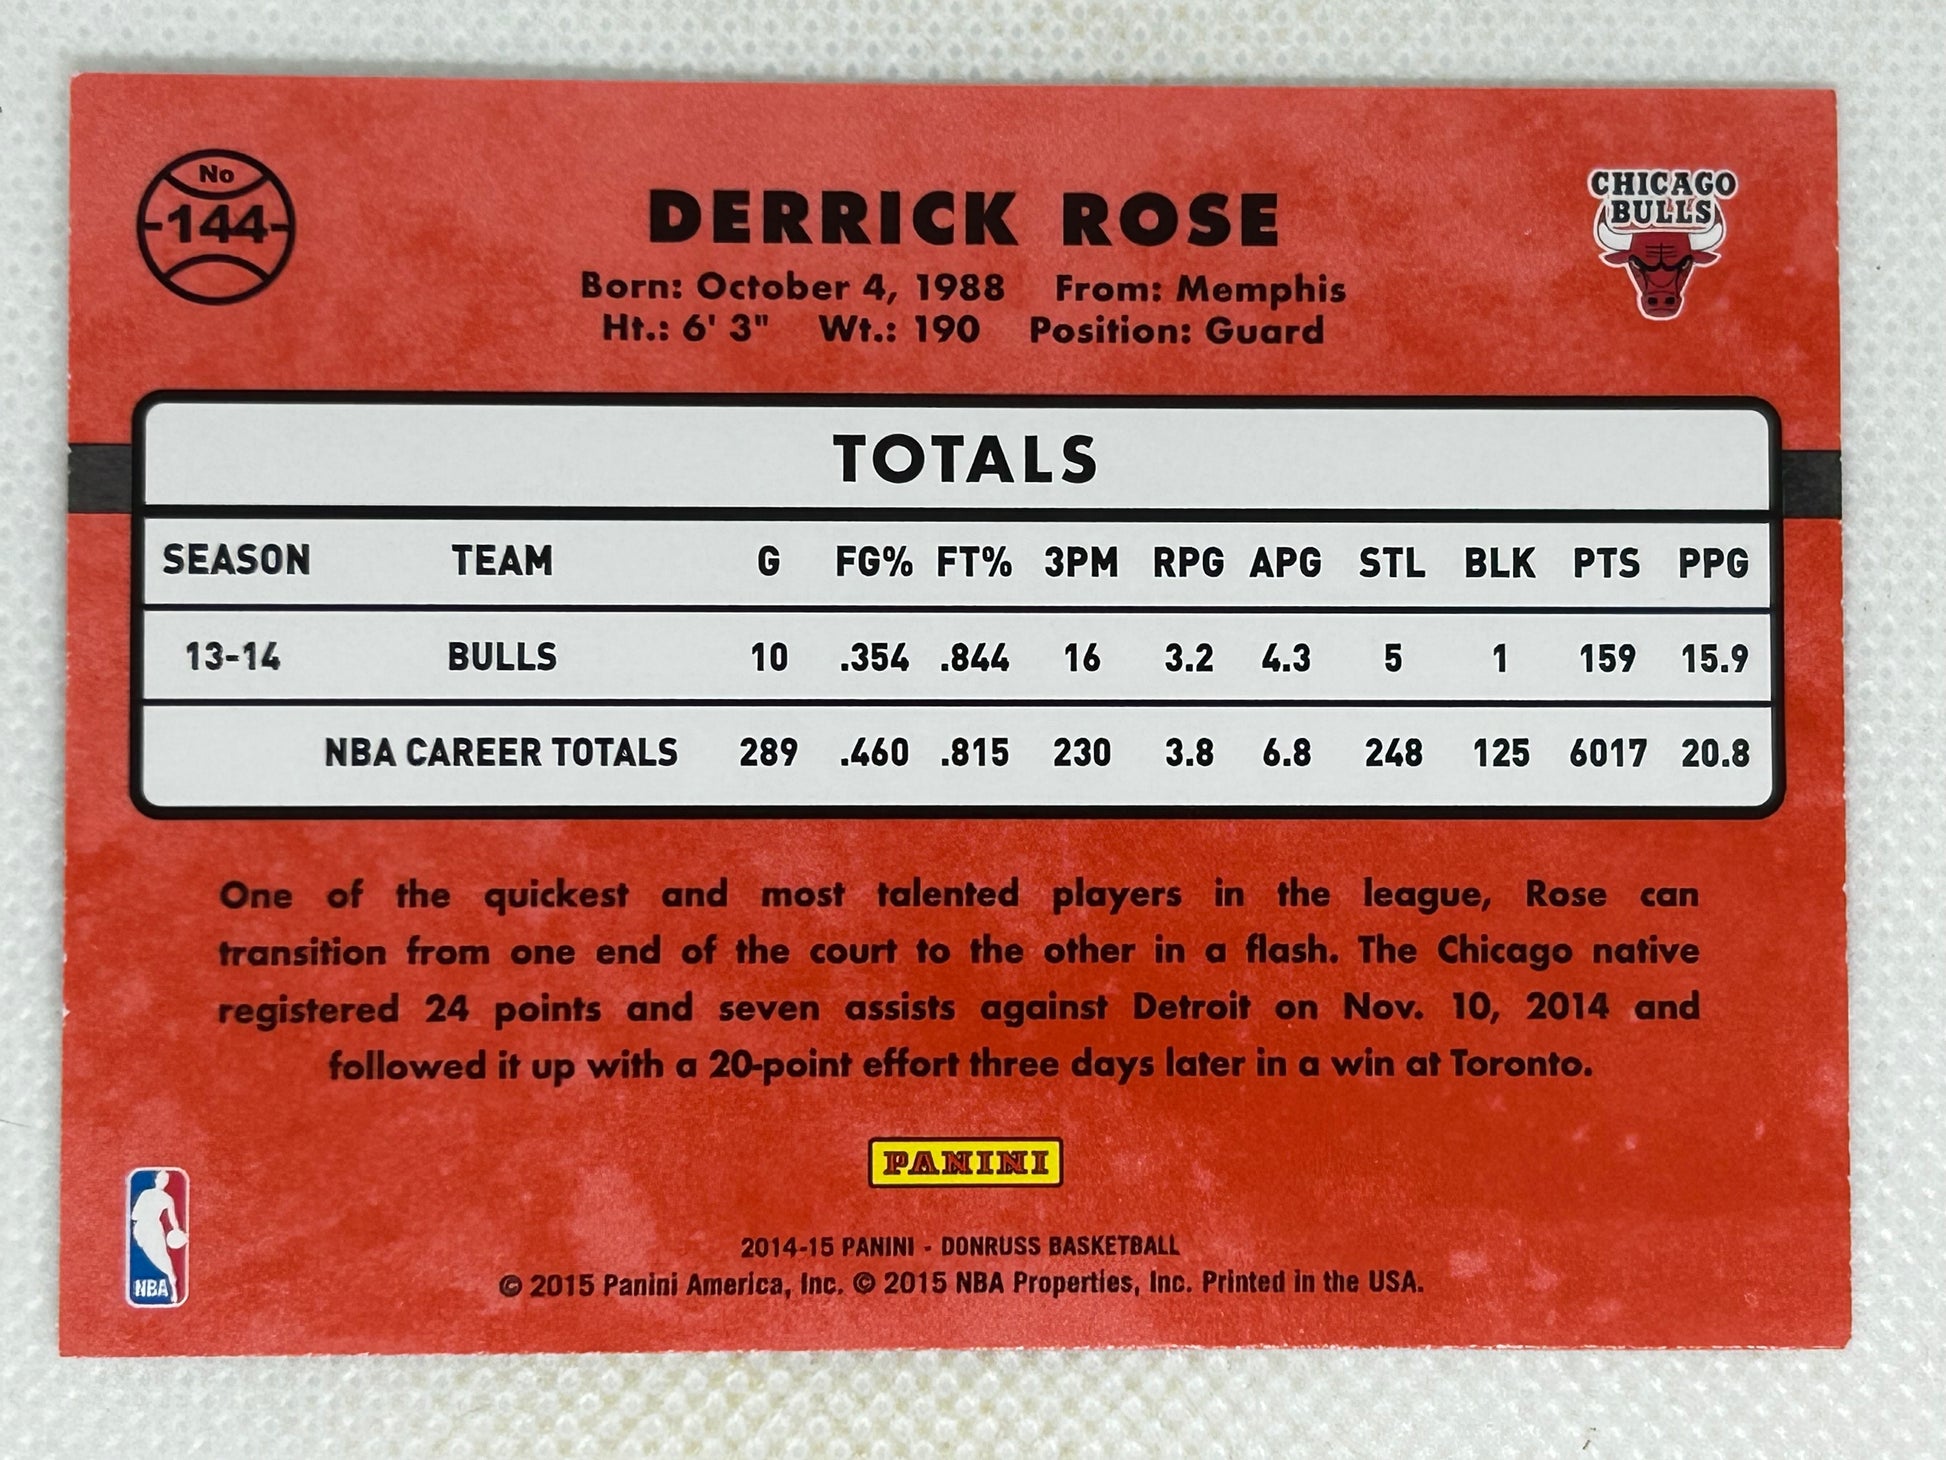 No
144
DERRICK ROSE
CHICAGO
BULLS
Born: October 4, 1988 From: Memphis
Ht.: 6' 3" Wt.: 190 Position: Guard
TOTALS
SEASON TEAM G FG% FT% 3PM RPG APG STL BLK PTS PPG
13-14 BULLS 10 .354 .844 16 3.2 4.3 5 1 159 15.9
NBA CAREER TOTALS 289 .460 .815 230 3.8 6.8 248 125 6017 20.8
One of the quickest and most talented players in the league, Rose can
transition from one end of the court to the other in a flash. The Chicago native
registered 24 points and seven assists against Detroit on Nov. 10, 2014 and
followed it up with a 20-point effort three days later in a win at Toronto.
PANINI
NBA
2014-15 PANINI - DONRUSS BASKETBALL
© 2015 Panini America, Inc. © 2015 NBA Properties, Inc. Printed in the USA.